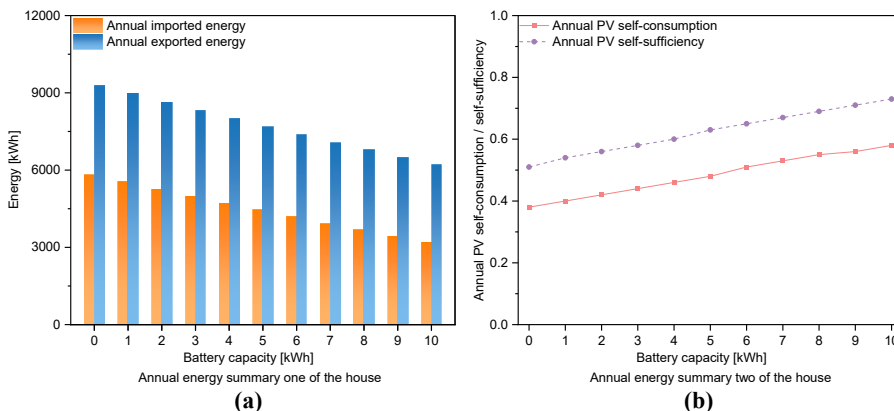 12000
9000
6000
3000
0
Energy [kWh]
Annual imported energy
Annual exported energy
0 1 2 3 4 5 6 7 8 9 10
Battery capacity [kWh]
Annual energy summary one of the house
(a)
1.0
0.8
0.6
0.4
0.2
0.0
Annual PV self-consumption / self-sufficiency
Annual PV self-consumption
Annual PV self-sufficiency
0 1 2 3 4 5 6 7 8 9 10
Battery capacity [kWh]
Annual energy summary two of the house
(b)